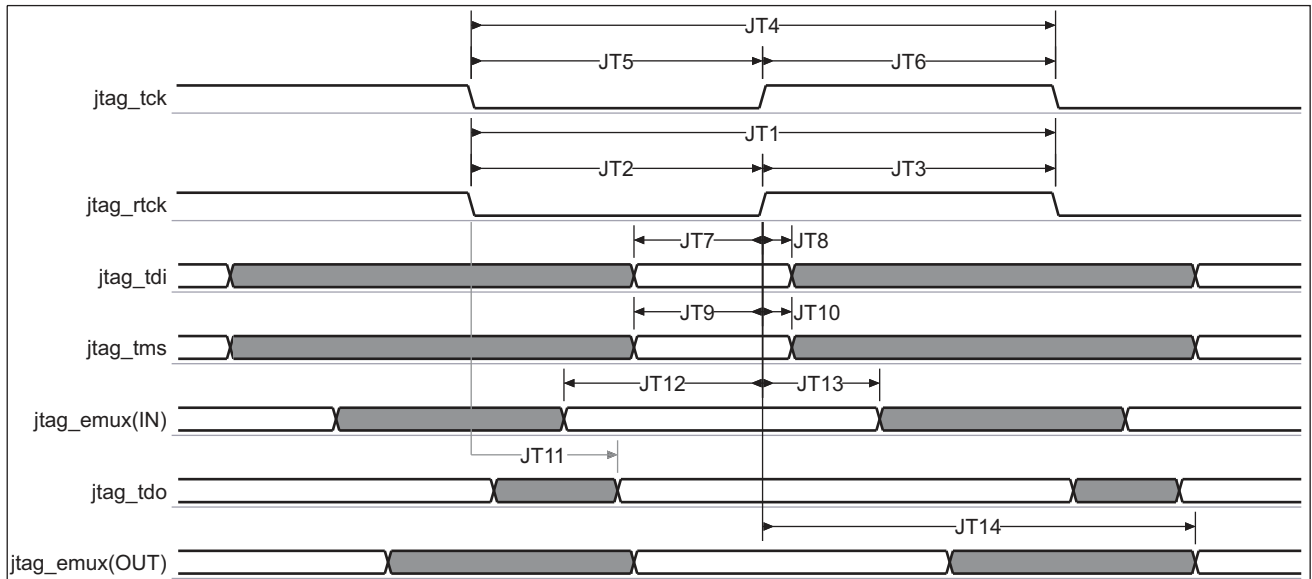 JT4
JT5 JT6
jtag_tck
JT1
JT2 JT3
jtag_rtck
JT7 JT8
jtag_tdi
JT9 JT10
jtag_tms
JT12 JT13
jtag_emux(IN)
JT11
jtag_tdo
JT14
jtag_emux(OUT)